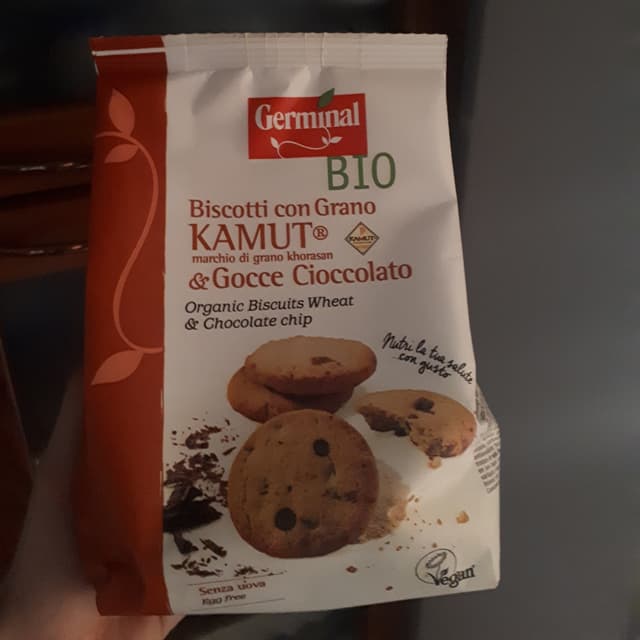 Germinal
BIO
Biscotti con Grano
KAMUT®
KAMUT
marchio di grano khorasan
& Gocce Cioccolato
Organic Biscuits Wheat
& Chocolate chip
Nutri la tua salute
con gusto
Senza uova
Egg free
Vegan